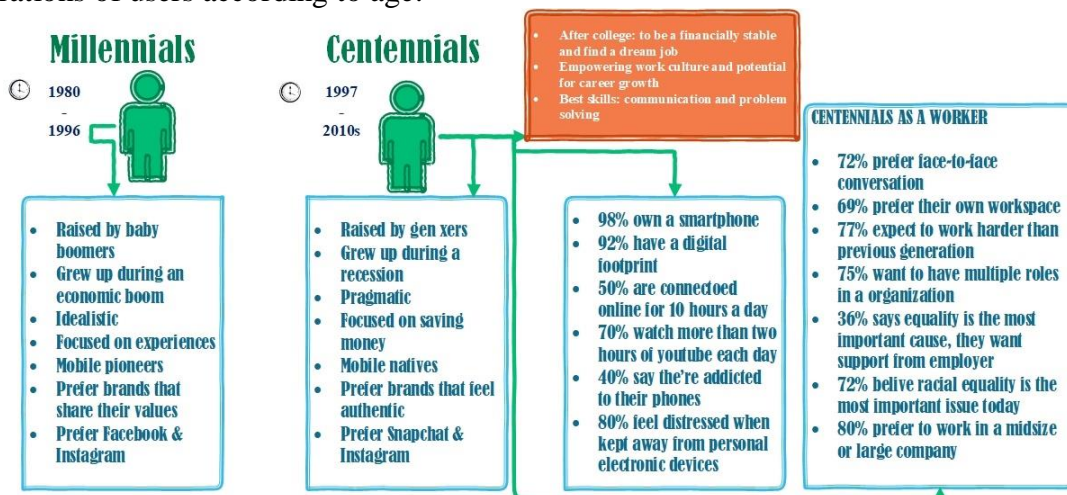 rations of users according to age.
Millennials
1980
-
1996
Centennials
1997
-
2010s
• After college: to be a financially stable
and find a dream job
• Empowering work culture and potential
for career growth
• Best skills: communication and problem
solving
• Raised by baby
boomers
• Grew up during an
economic boom
• Idealistic
• Focused on experiences
• Mobile pioneers
• Prefer brands that
share their values
• Prefer Facebook &
Instagram
• Raised by gen xers
• Grew up during a
recession
• Pragmatic
• Focused on saving
money
• Mobile natives
• Prefer brands that feel
authentic
• Prefer Snapchat &
Instagram
• 98% own a smartphone
• 92% have a digital
footprint
• 50% are connectoed
online for 10 hours a day
• 70% watch more than two
hours of youtube each day
• 40% say the're addicted
to their phones
• 80% feel distressed when
kept away from personal
electronic devices
CENTENNIALS AS A WORKER
• 72% prefer face-to-face
conversation
• 69% prefer their own workspace
• 77% expect to work harder than
previous generation
• 75% want to have multiple roles
in a organization
• 36% says equality is the most
important cause, they want
support from employer
• 72% belive racial equality is the
most important issue today
• 80% prefer to work in a midsize
or large company